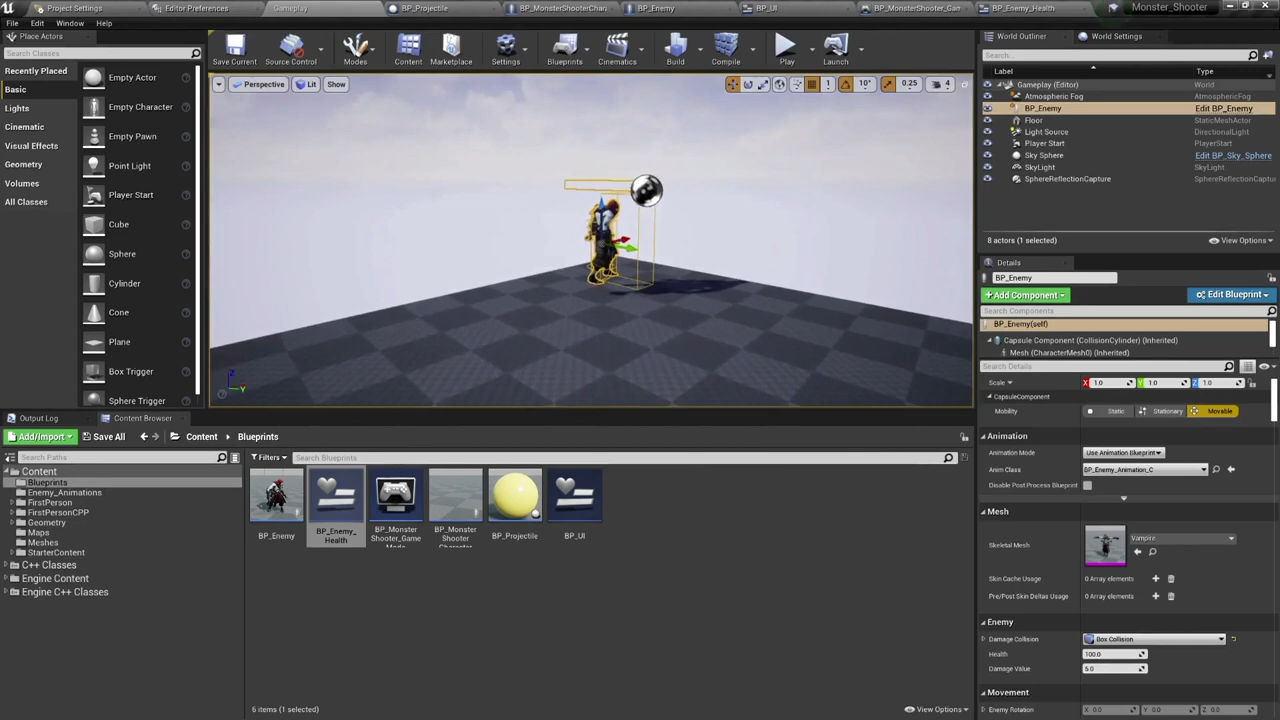 Project Settings
Editor Preferences
Gameplay
BP_Projectile
BP_MonsterShooterChar
BP_Enemy
BP_UI
BP_MonsterShooter_Gam
BP_Enemy_Health
Monster_Shooter
File Edit Window Help
Place Actors
Search Classes
Recently Placed
Basic
Lights
Cinematic
Visual Effects
Geometry
Volumes
All Classes
Empty Actor
Empty Character
Empty Pawn
Point Light
Player Start
Cube
Sphere
Cylinder
Cone
Plane
Box Trigger
Sphere Trigger
Save Current
Source Control
Modes
Content
Marketplace
Settings
Blueprints
Cinematics
Build
Compile
Play
Launch
Perspective
Lit
Show
1
10°
0.25
4
Z
Y
World Outliner
World Settings
Search...
Label Type
Gameplay (Editor) World
Atmospheric Fog AtmosphericFog
BP_Enemy Edit BP_Enemy
Floor StaticMeshActor
Light Source DirectionalLight
Player Start PlayerStart
Sky Sphere Edit BP_Sky_Sphere
SkyLight SkyLight
SphereReflectionCapture SphereReflectionCaptur
8 actors (1 selected)
View Options
Details
BP_Enemy
+Add Component
Edit Blueprint
Search Components
BP_Enemy(self)
Capsule Component (CollisionCylinder) (Inherited)
Mesh (CharacterMesh0) (Inherited)
Search Details
Scale X 1.0 Y 1.0 Z 1.0
CapsuleComponent
Mobility Static Stationary Movable
Animation
Animation Mode Use Animation Blueprint
Anim Class BP_Enemy_Animation_C
Disable Post Process Blueprint
Mesh
Skeletal Mesh Vampire
Skin Cache Usage 0 Array elements
Pre/Post Skin Deltas Usage 0 Array elements
Enemy
Damage Collision Box Collision
Health 100.0
Damage Value 5.0
Movement
Enemy Rotation X 0.0 Y 0.0 Z 0.0
Output Log
Content Browser
Add/Import
Save All
Content
Blueprints
Search Paths
Filters
Search Blueprints
Content
Blueprints
Enemy_Animations
FirstPerson
FirstPersonCPP
Geometry
Maps
Meshes
StarterContent
C++ Classes
Engine Content
Engine C++ Classes
BP_Enemy
BP_Enemy_
Health
BP_Monster
Shooter_Game
BP_Monster
Shooter
BP_Projectile
BP_UI
6 items (1 selected)
View Options